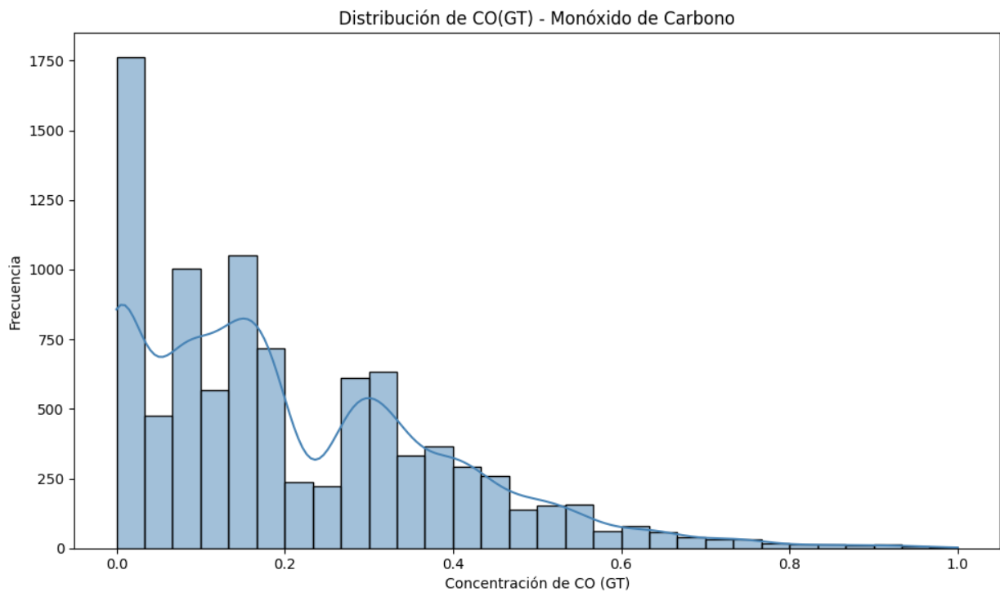 Distribución de CO(GT) - Monóxido de Carbono
1750
1500
1250
1000
750
500
250
0
Frecuencia
0.0 0.2 0.4 0.6 0.8 1.0
Concentración de CO (GT)